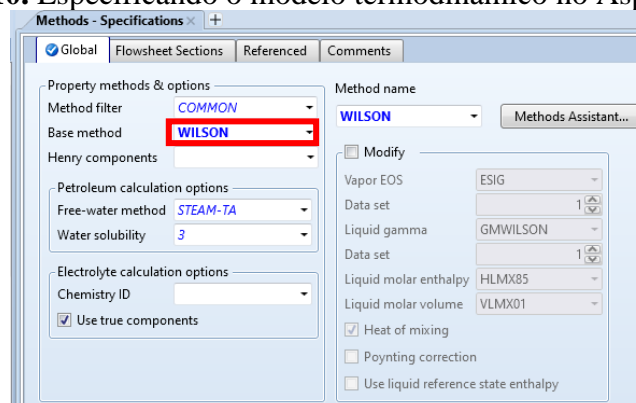 Especificando o modelo termodinâmico no
Methods - Specifications × +
Global Flowsheet Sections Referenced Comments
Property methods & options
Method filter COMMON
Base method WILSON
Henry components
Petroleum calculation options
Free-water method STEAM-TA
Water solubility 3
Electrolyte calculation options
Chemistry ID
Use true components
Method name
WILSON Methods Assistant...
Modify
Vapor EOS ESIG
Data set 1
Liquid gamma GMWILSON
Data set 1
Liquid molar enthalpy HLMX85
Liquid molar volume VLMX01
Heat of mixing
Poynting correction
Use liquid reference state enthalpy